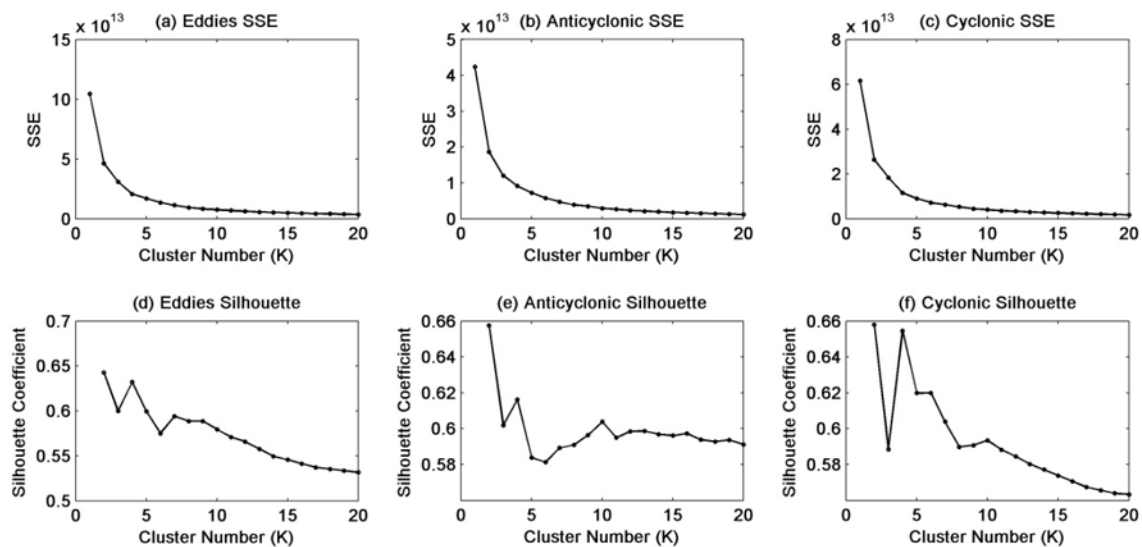 (a) Eddies SSE
x 10^13
15
10
5
0
SSE
0 5 10 15 20
Cluster Number (K)
(b) Anticyclonic SSE
x 10^13
5
4
3
2
1
0
SSE
0 5 10 15 20
Cluster Number (K)
(c) Cyclonic SSE
x 10^13
8
6
4
2
0
SSE
0 5 10 15 20
Cluster Number (K)
(d) Eddies Silhouette
0.7
0.65
0.6
0.55
0.5
Silhouette Coefficient
0 5 10 15 20
Cluster Number (K)
(e) Anticyclonic Silhouette
0.66
0.64
0.62
0.6
0.58
Silhouette Coefficient
0 5 10 15 20
Cluster Number (K)
(f) Cyclonic Silhouette
0.66
0.64
0.62
0.6
0.58
Silhouette Coefficient
0 5 10 15 20
Cluster Number (K)